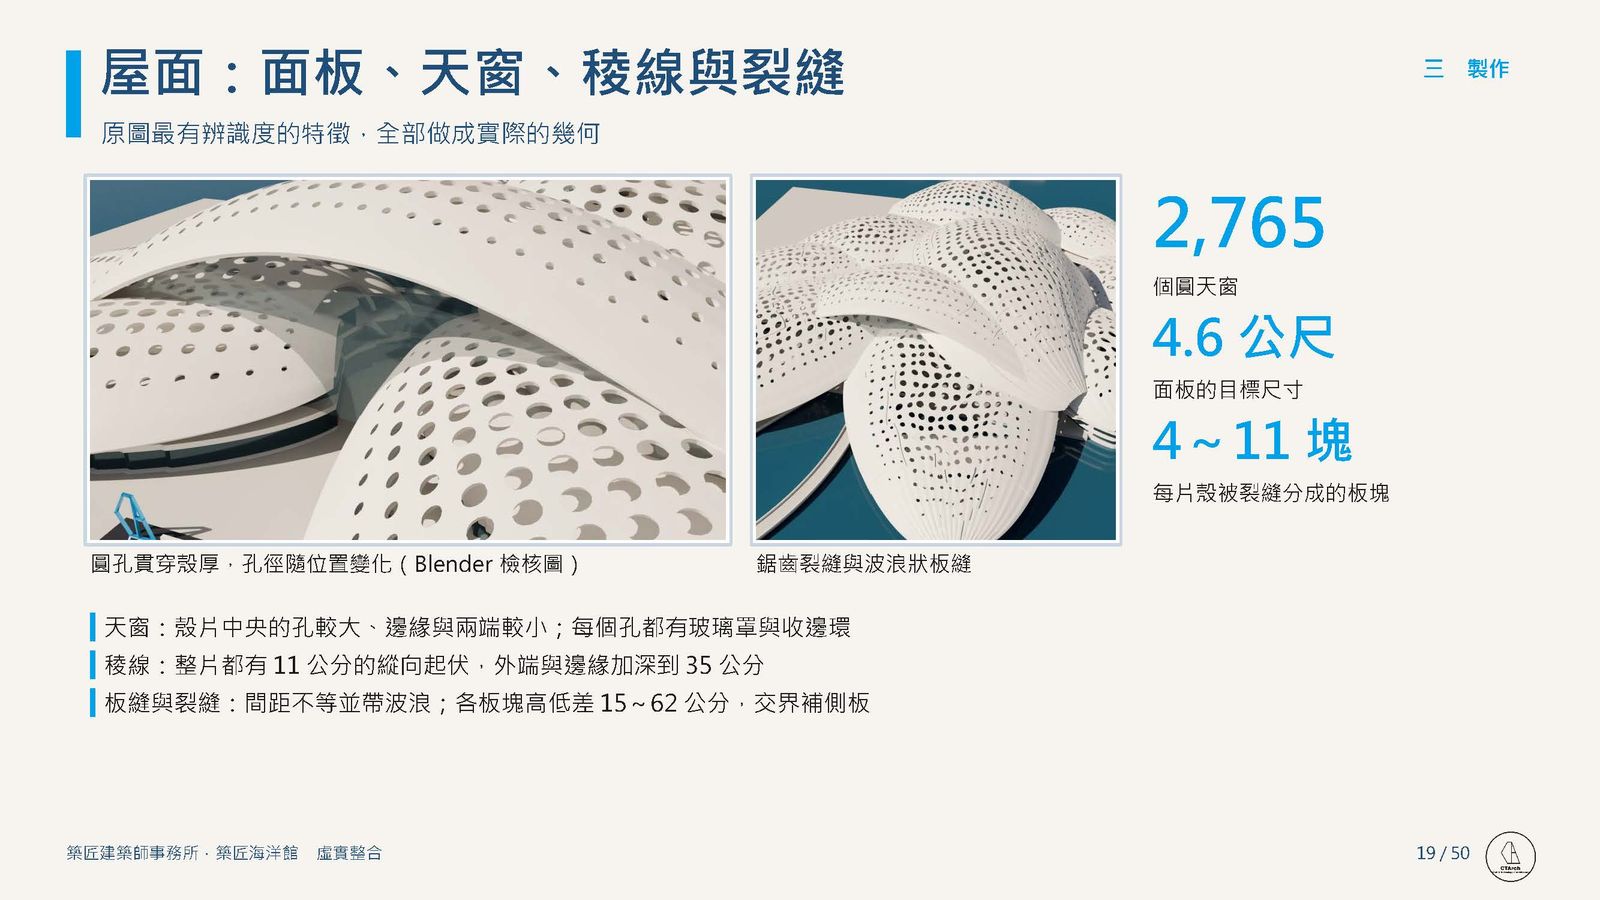 屋面：面板、天窗、稜線與裂縫
三　製作
原圖最有辨識度的特徵，全部做成實際的幾何
2,765
個圓天窗
4.6 公尺
面板的目標尺寸
4～11 塊
每片殼被裂縫分成的板塊
圓孔貫穿殼厚，孔徑隨位置變化（Blender 檢核圖）
鋸齒裂縫與波浪狀板縫
天窗：殼片中央的孔較大、邊緣與兩端較小；每個孔都有玻璃罩與收邊環
稜線：整片都有 11 公分的縱向起伏，外端與邊緣加深到 35 公分
板縫與裂縫：間距不等並帶波浪；各板塊高低差 15～62 公分，交界補側板
築匠建築師事務所．築匠海洋館　虛實整合
19 / 50
CTArch